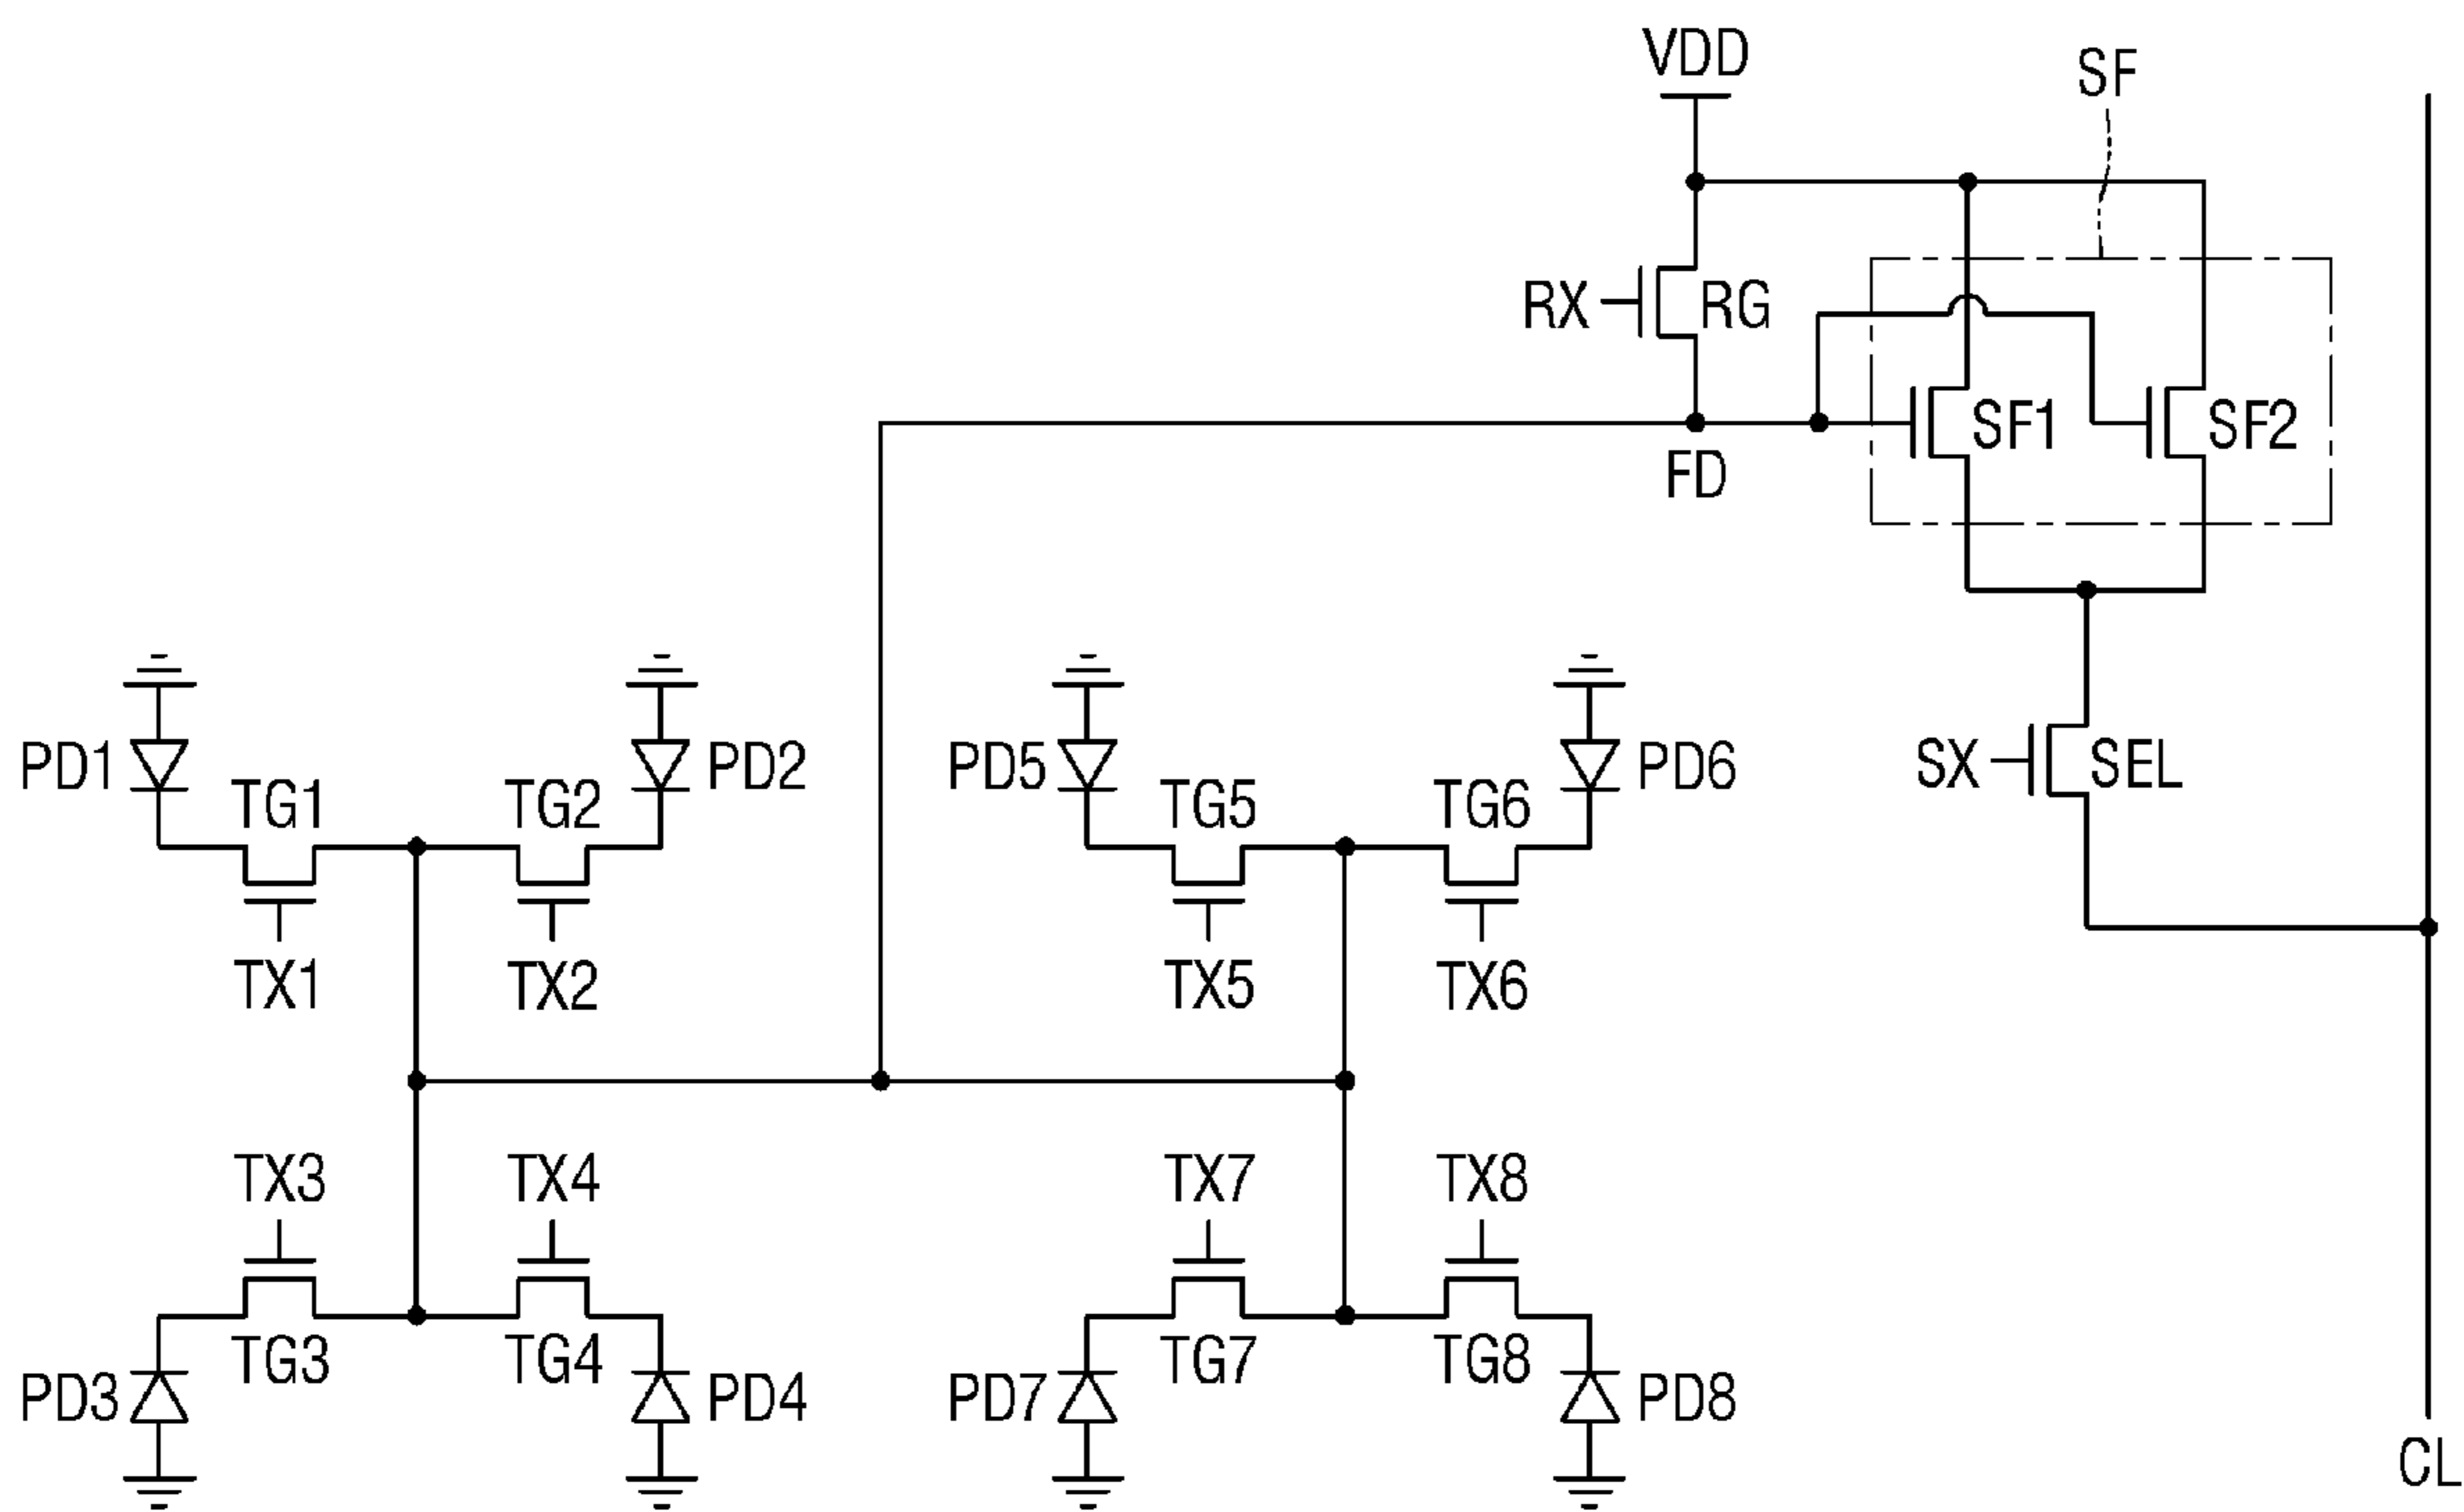 VDD
SF
RX
RG
SF1
SF2
FD
PD1
TG1
TG2
PD2
PD5
TG5
TG6
PD6
SX
SEL
TX1
TX2
TX5
TX6
TX3
TX4
TX7
TX8
PD3
TG3
TG4
PD4
PD7
TG7
TG8
PD8
CL